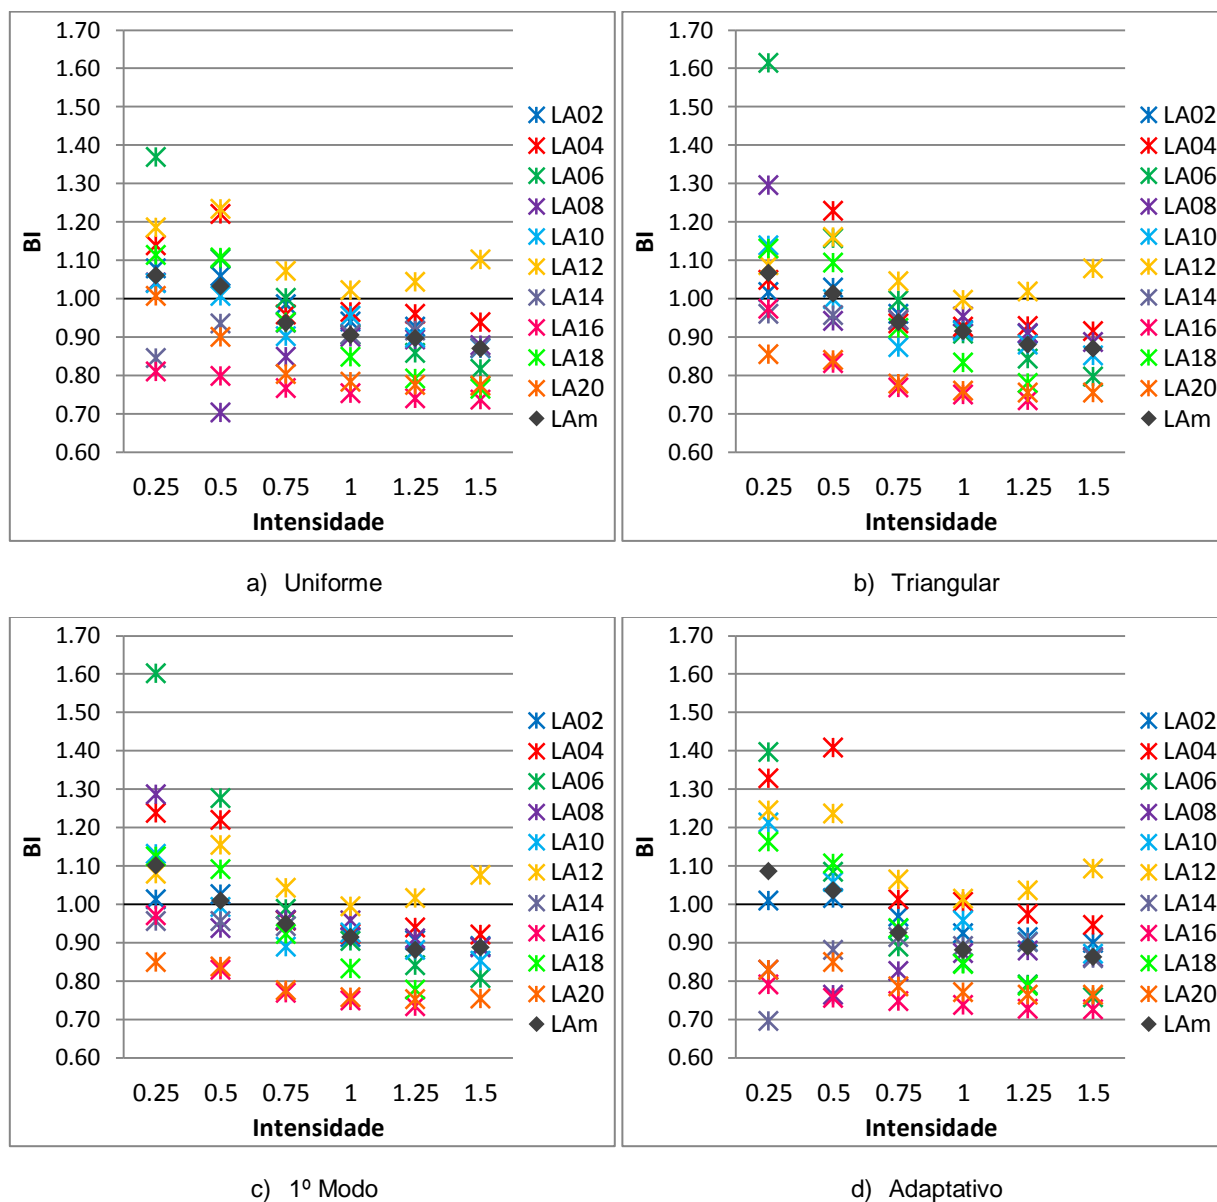 1.70
1.60
1.50
1.40
1.30
1.20
1.10
1.00
0.90
0.80
0.70
0.60
BI
0.25 0.5 0.75 1 1.25 1.5
Intensidade
LA02
LA04
LA06
LA08
LA10
LA12
LA14
LA16
LA18
LA20
LAm
a) Uniforme
1.70
1.60
1.50
1.40
1.30
1.20
1.10
1.00
0.90
0.80
0.70
0.60
BI
0.25 0.5 0.75 1 1.25 1.5
Intensidade
LA02
LA04
LA06
LA08
LA10
LA12
LA14
LA16
LA18
LA20
LAm
b) Triangular
1.70
1.60
1.50
1.40
1.30
1.20
1.10
1.00
0.90
0.80
0.70
0.60
BI
0.25 0.5 0.75 1 1.25 1.5
Intensidade
LA02
LA04
LA06
LA08
LA10
LA12
LA14
LA16
LA18
LA20
LAm
c) 1º Modo
1.70
1.60
1.50
1.40
1.30
1.20
1.10
1.00
0.90
0.80
0.70
0.60
BI
0.25 0.5 0.75 1 1.25 1.5
Intensidade
LA02
LA04
LA06
LA08
LA10
LA12
LA14
LA16
LA18
LA20
LAm
d) Adaptativo